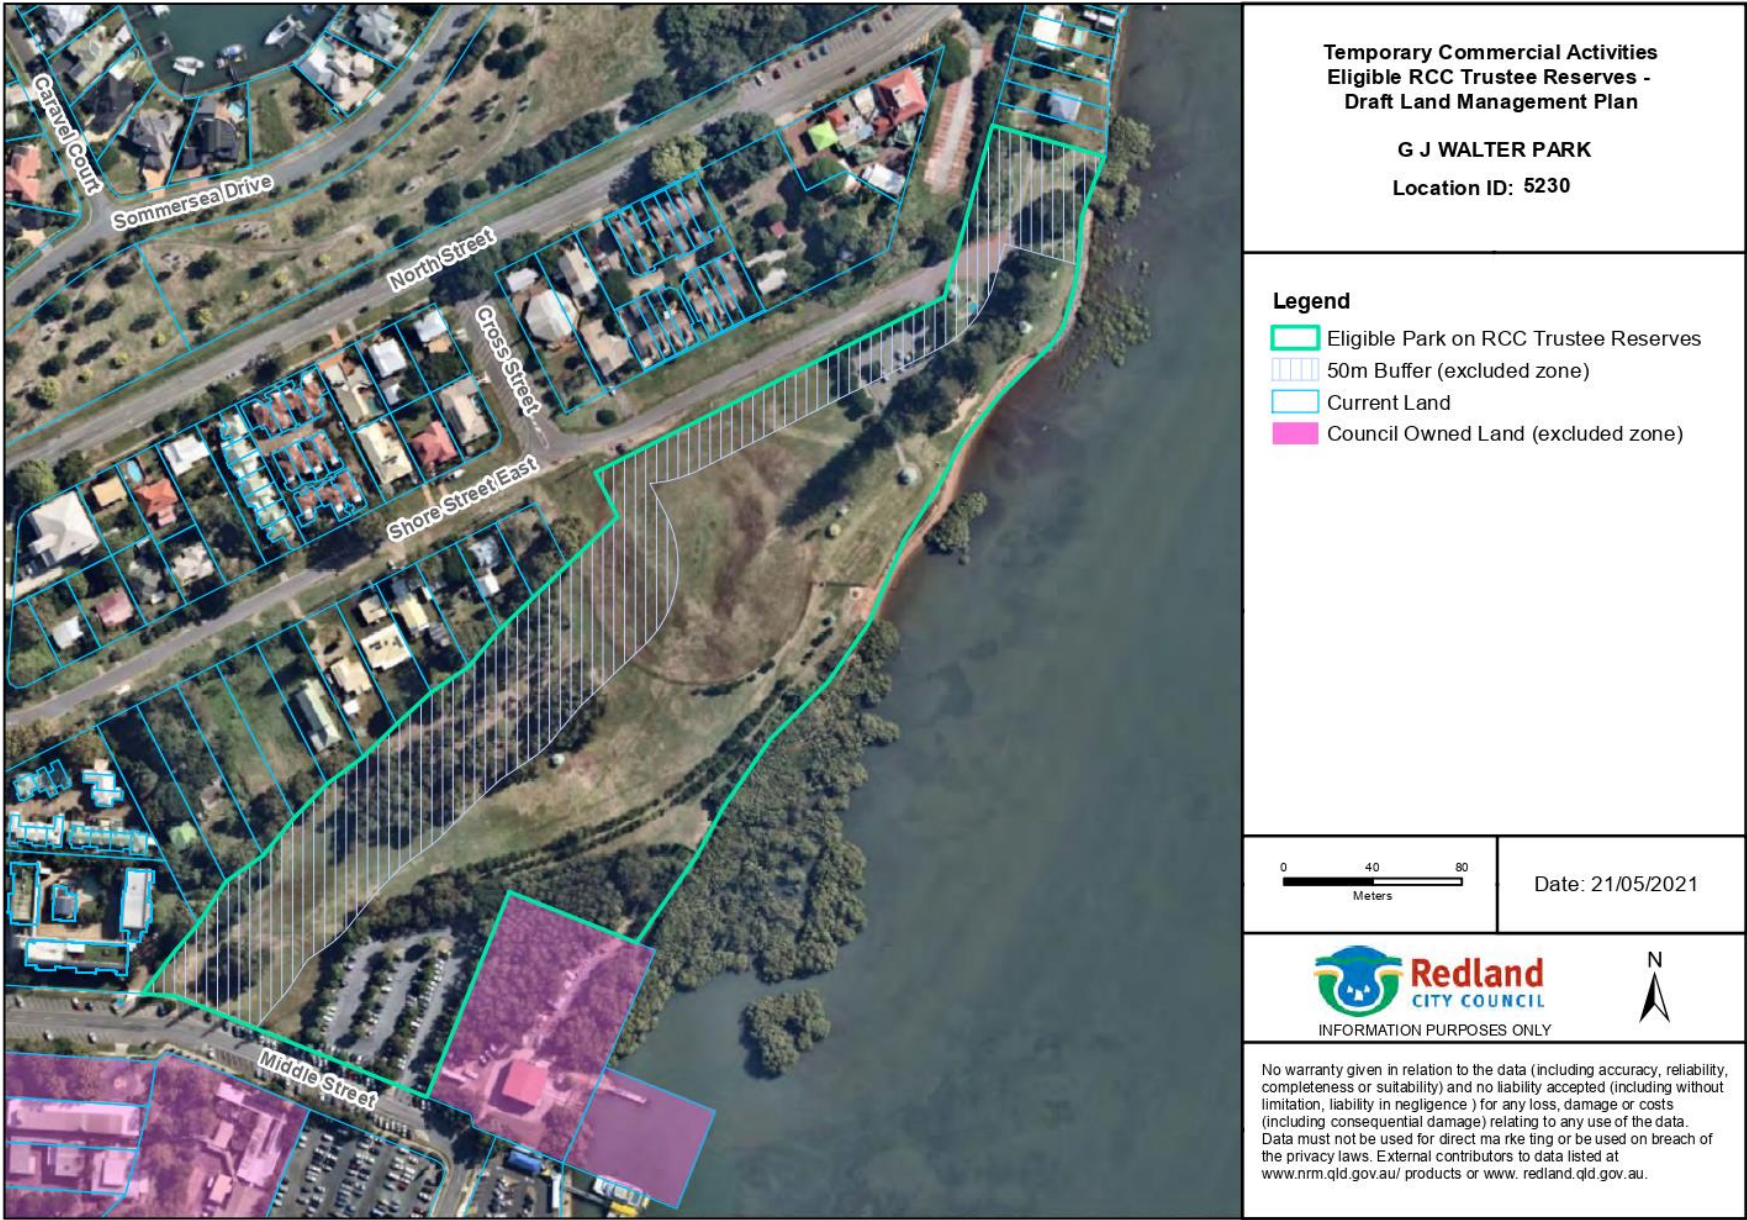 Temporary Commercial Activities
Eligible RCC Trustee Reserves -
Draft Land Management Plan
G J WALTER PARK
Location ID: 5230
Legend
Eligible Park on RCC Trustee Reserves
50m Buffer (excluded zone)
Current Land
Council Owned Land (excluded zone)
0 40 80
Meters
Date: 21/05/2021
Redland
CITY COUNCIL
INFORMATION PURPOSES ONLY
N
No warranty given in relation to the data (including accuracy, reliability,
completeness or suitability) and no liability accepted (including without
limitation, liability in negligence ) for any loss, damage or costs
(including consequential damage) relating to any use of the data.
Data must not be used for direct ma rke ting or be used on breach of
the privacy laws. External contributors to data listed at
www.nrm.qld.gov.au/ products or www. redland.qld.gov.au.
Caravel Court
Sommersea Drive
North Street
Cross Street
Shore Street East
Middle Street